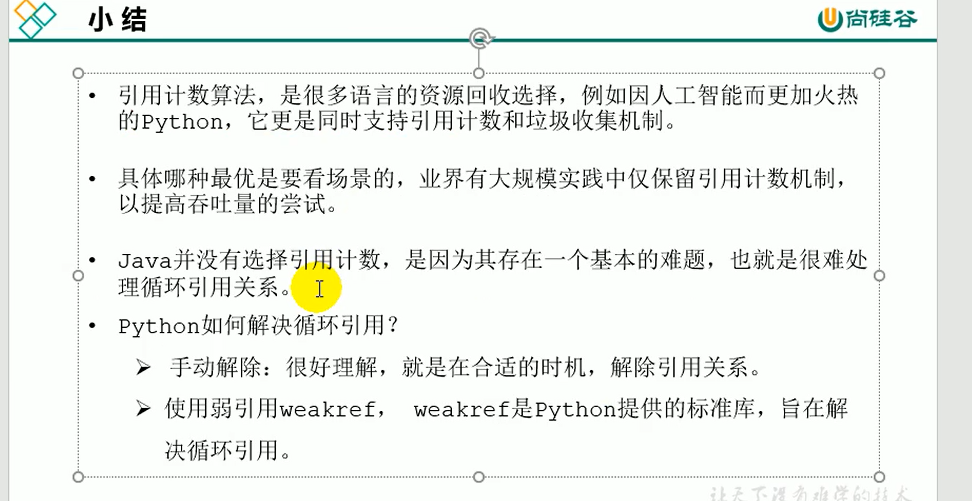 小结
尚硅谷
• 引用计数算法，是很多语言的资源回收选择，例如因人工智能而更加火热
的Python，它更是同时支持引用计数和垃圾收集机制。
• 具体哪种最优是要看场景的，业界有大规模实践中仅保留引用计数机制，
以提高吞吐量的尝试。
• Java并没有选择引用计数，是因为其存在一个基本的难题，也就是很难处
理循环引用关系。
• Python如何解决循环引用？
➢ 手动解除：很好理解，就是在合适的时机，解除引用关系。
➢ 使用弱引用weakref， weakref是Python提供的标准库，旨在解
决循环引用。
让天下没有难学的技术